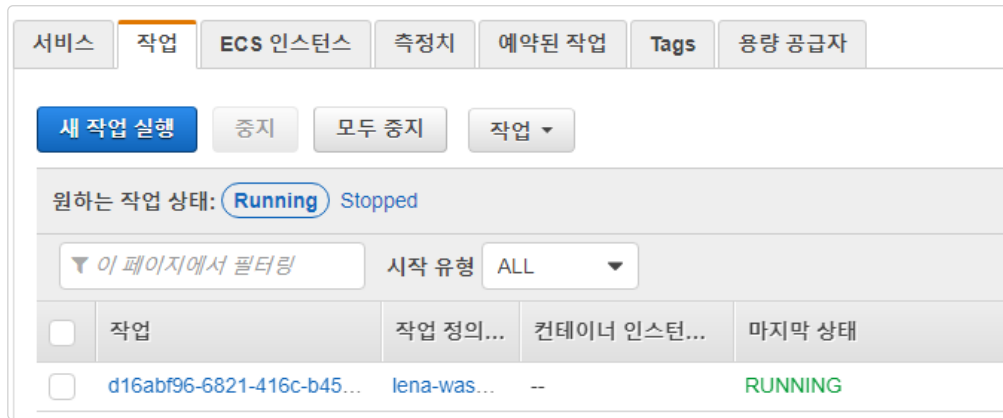 서비스 작업 ECS 인스턴스 측정치 예약된 작업 Tags 용량 공급자
새 작업 실행 중지 모두 중지 작업
원하는 작업 상태: Running Stopped
이 페이지에서 필터링 시작 유형 ALL
작업 작업 정의... 컨테이너 인스턴... 마지막 상태
d16abf96-6821-416c-b45... lena-was... -- RUNNING